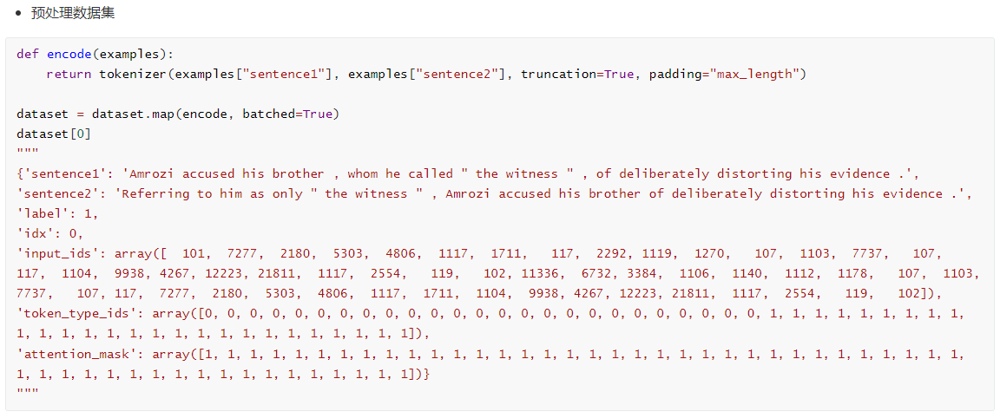 • 预处理数据集
def encode(examples):
    return tokenizer(examples["sentence1"], examples["sentence2"], truncation=True, padding="max_length")
dataset = dataset.map(encode, batched=True)
dataset[0]
"""
{'sentence1': 'Amrozi accused his brother , whom he called " the witness " , of deliberately distorting his evidence .',
'sentence2': 'Referring to him as only " the witness " , Amrozi accused his brother of deliberately distorting his evidence .',
'label': 1,
'idx': 0,
'input_ids': array([  101,  7277,  2180,  5303,  4806,  1117,  1711,   117,  2292, 1119,  1270,   107,  1103,  7737,   107,
117,  1104,  9938, 4267, 12223, 21811,  1117,  2554,   119,   102, 11336,  6732, 3384,  1106,  1140,  1112,  1178,   107,  1103,
7737,   107, 117,  7277,  2180,  5303,  4806,  1117,  1711,  1104,  9938, 4267, 12223, 21811,  1117,  2554,   119,   102]),
'token_type_ids': array([0, 0, 0, 0, 0, 0, 0, 0, 0, 0, 0, 0, 0, 0, 0, 0, 0, 0, 0, 0, 0, 0, 0, 0, 0, 1, 1, 1, 1, 1, 1, 1, 1, 1,
1, 1, 1, 1, 1, 1, 1, 1, 1, 1, 1, 1, 1, 1, 1, 1, 1, 1]),
'attention_mask': array([1, 1, 1, 1, 1, 1, 1, 1, 1, 1, 1, 1, 1, 1, 1, 1, 1, 1, 1, 1, 1, 1, 1, 1, 1, 1, 1, 1, 1, 1, 1, 1, 1, 1,
1, 1, 1, 1, 1, 1, 1, 1, 1, 1, 1, 1, 1, 1, 1, 1, 1, 1])}
"""